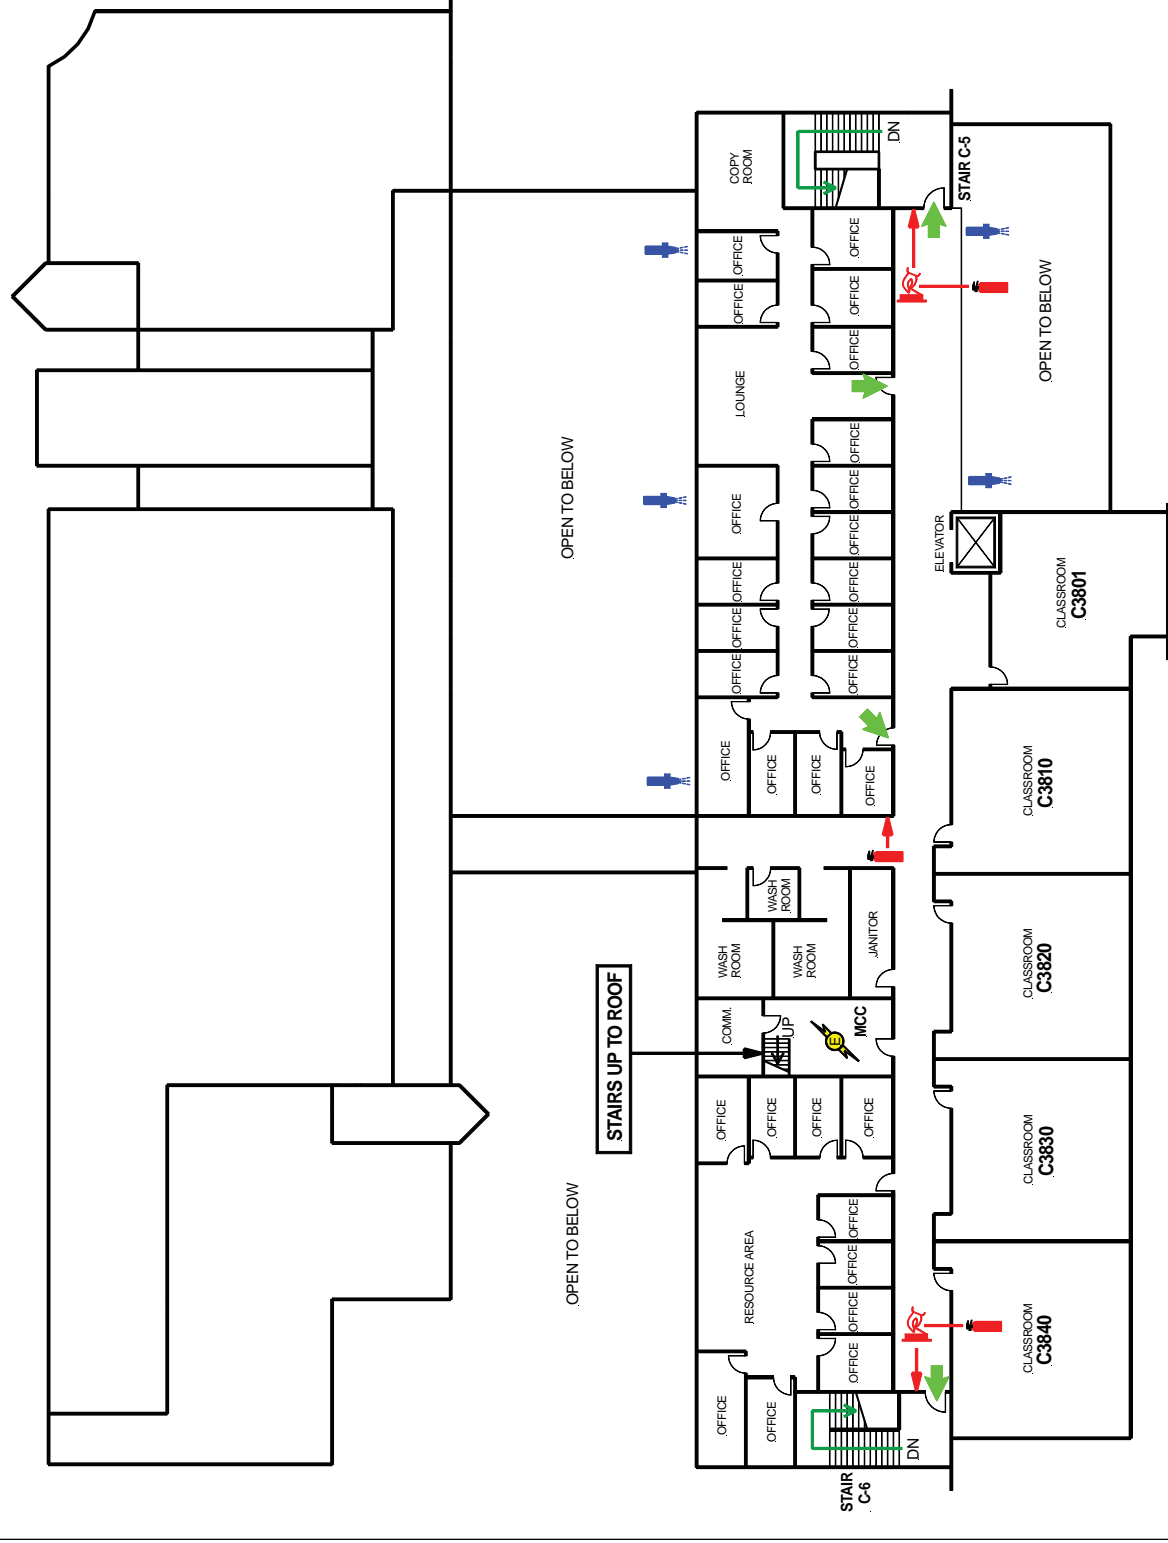 OPEN TO BELOW
OPEN TO BELOW
STAIRS UP TO ROOF
OFFICE
OFFICE
COMM.
WASH
ROOM
OFFICE
OFFICE
OFFICE
OFFICE
OFFICE
LOUNGE
OFFICE
OFFICE
COPY
ROOM
RESOURCE AREA
OFFICE
OFFICE
WASH
ROOM
OFFICE
UP
OFFICE
WASH
ROOM
OFFICE
OFFICE
OFFICE
OFFICE
OFFICE
OFFICE
E
MCC
JANITOR
OFFICE
OFFICE
OFFICE
OFFICE
OFFICE
OFFICE
OFFICE
OFFICE
OFFICE
OFFICE
STAIR
C-6
DN
DN
ELEVATOR
STAIR C-5
OPEN TO BELOW
CLASSROOM
C3840
CLASSROOM
C3830
CLASSROOM
C3820
CLASSROOM
C3810
CLASSROOM
C3801